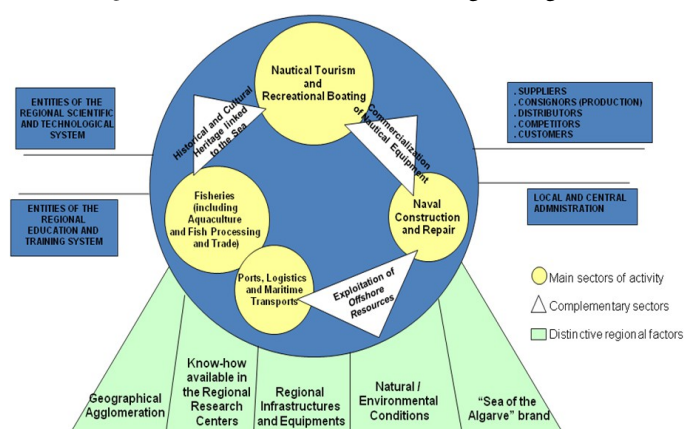 Nautical Tourism
and
Recreational Boating
Historical and Cultural
Heritage linked
to the Sea
Commercialization
of Nautical Equipment
ENTITIES OF THE
REGIONAL SCIENTIFIC
AND TECHNOLOGICAL
SYSTEM
. SUPPLIERS
. CONSIGNORS (PRODUCTION)
. DISTRIBUTORS
. COMPETITORS
. CUSTOMERS
ENTITIES OF THE
REGIONAL
EDUCATION AND
TRAINING SYSTEM
LOCAL AND CENTRAL
ADMNISTRATION
Fisheries
(including
Aquaculture
and Fish Processing
and Trade)
Naval
Construction
and Repair
Ports, Logistics
and Maritime
Transports
Exploitation of
Offshore
Resources
Main sectors of activity
Complementary sectors
Distinctive regional factors
Geographical
Agglomeration
Know-how
available in
the Regional
Research
Centers
Regional
Infrastructures
and Equipments
Natural /
Environmental
Conditions
“Sea of the
Algarve” brand